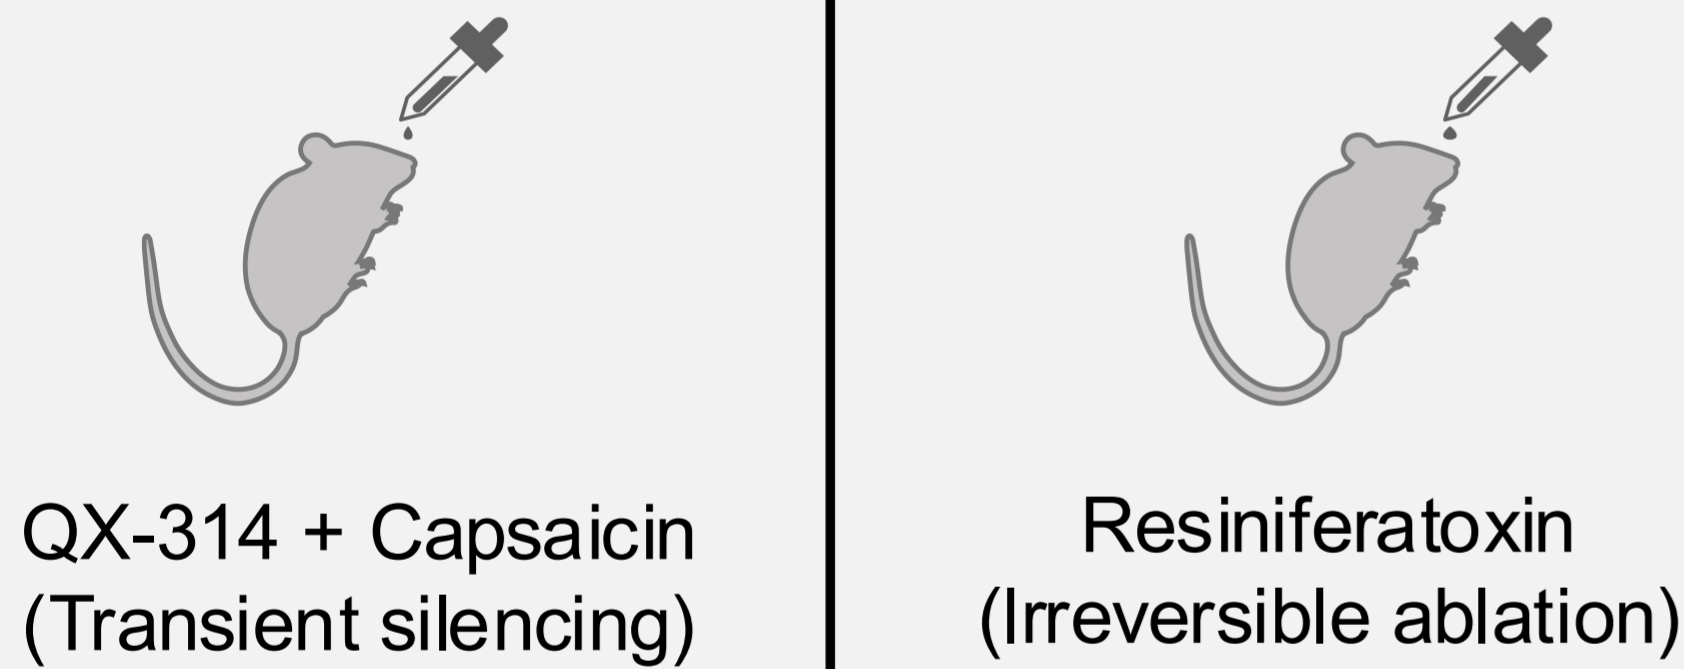 QX-314 + Capsaicin
(Transient silencing)
Resiniferatoxin
(Irreversible ablation)